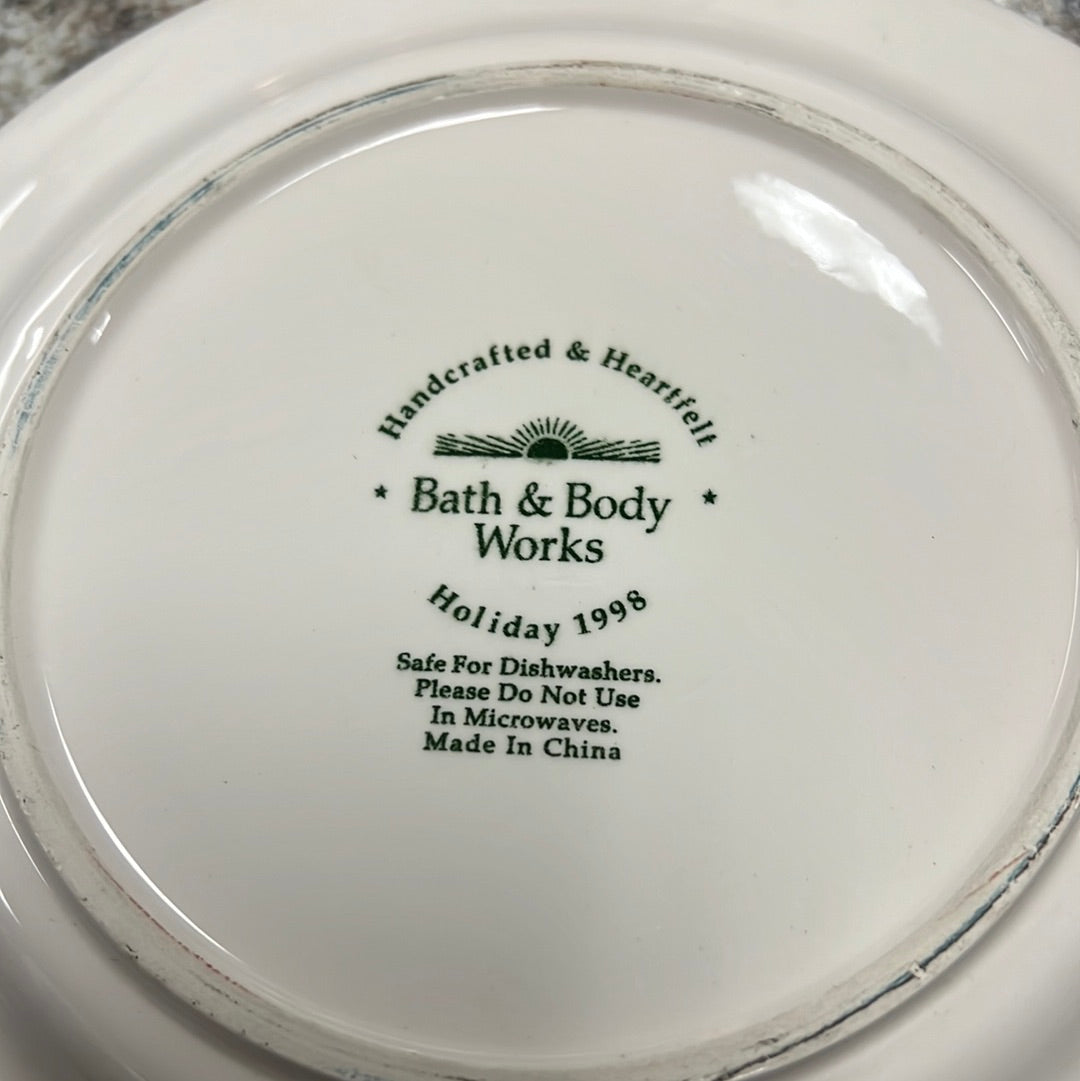 Handcrafted & Heartfelt
★ Bath & Body ★
Works
Holiday 1998
Safe For Dishwashers.
Please Do Not Use
In Microwaves.
Made In China